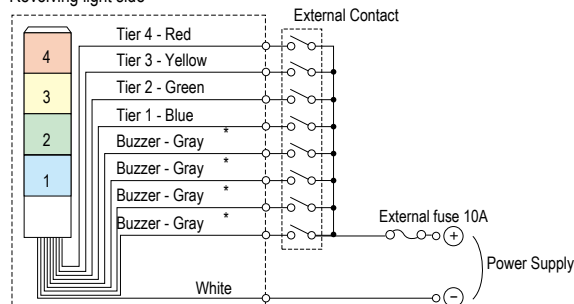 Revolving light side
External Contact
Tier 4 - Red
Tier 3 - Yellow
Tier 2 - Green
Tier 1 - Blue
Buzzer - Gray *
Buzzer - Gray *
Buzzer - Gray *
Buzzer - Gray *
4
3
2
1
External fuse 10A
+
Power Supply
White
−